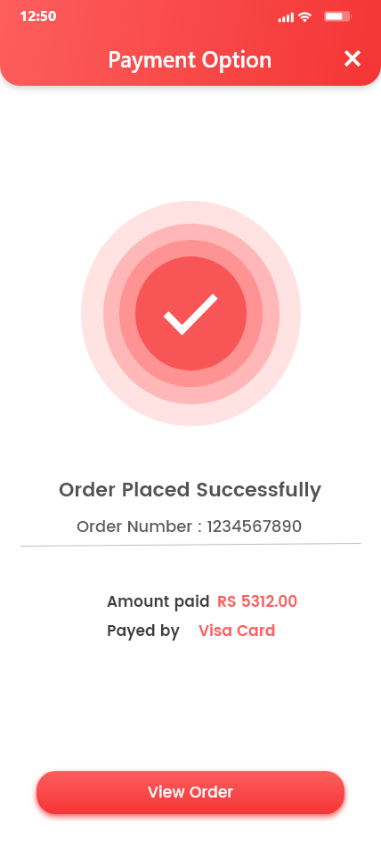 12:50
Payment Option
Order Placed Successfully
Order Number : 1234567890
Amount paid RS 5312.00
Payed by Visa Card
View Order